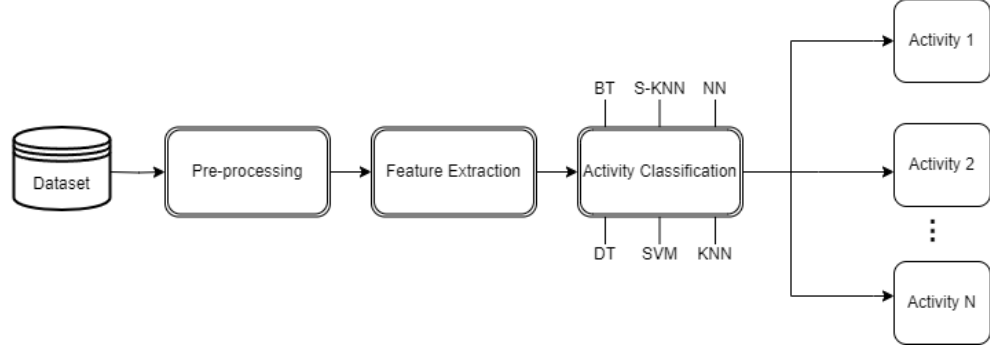 Activity 1
BT S-KNN NN
Dataset
Pre-processing
Feature Extraction
Activity Classification
Activity 2
DT SVM KNN
Activity N